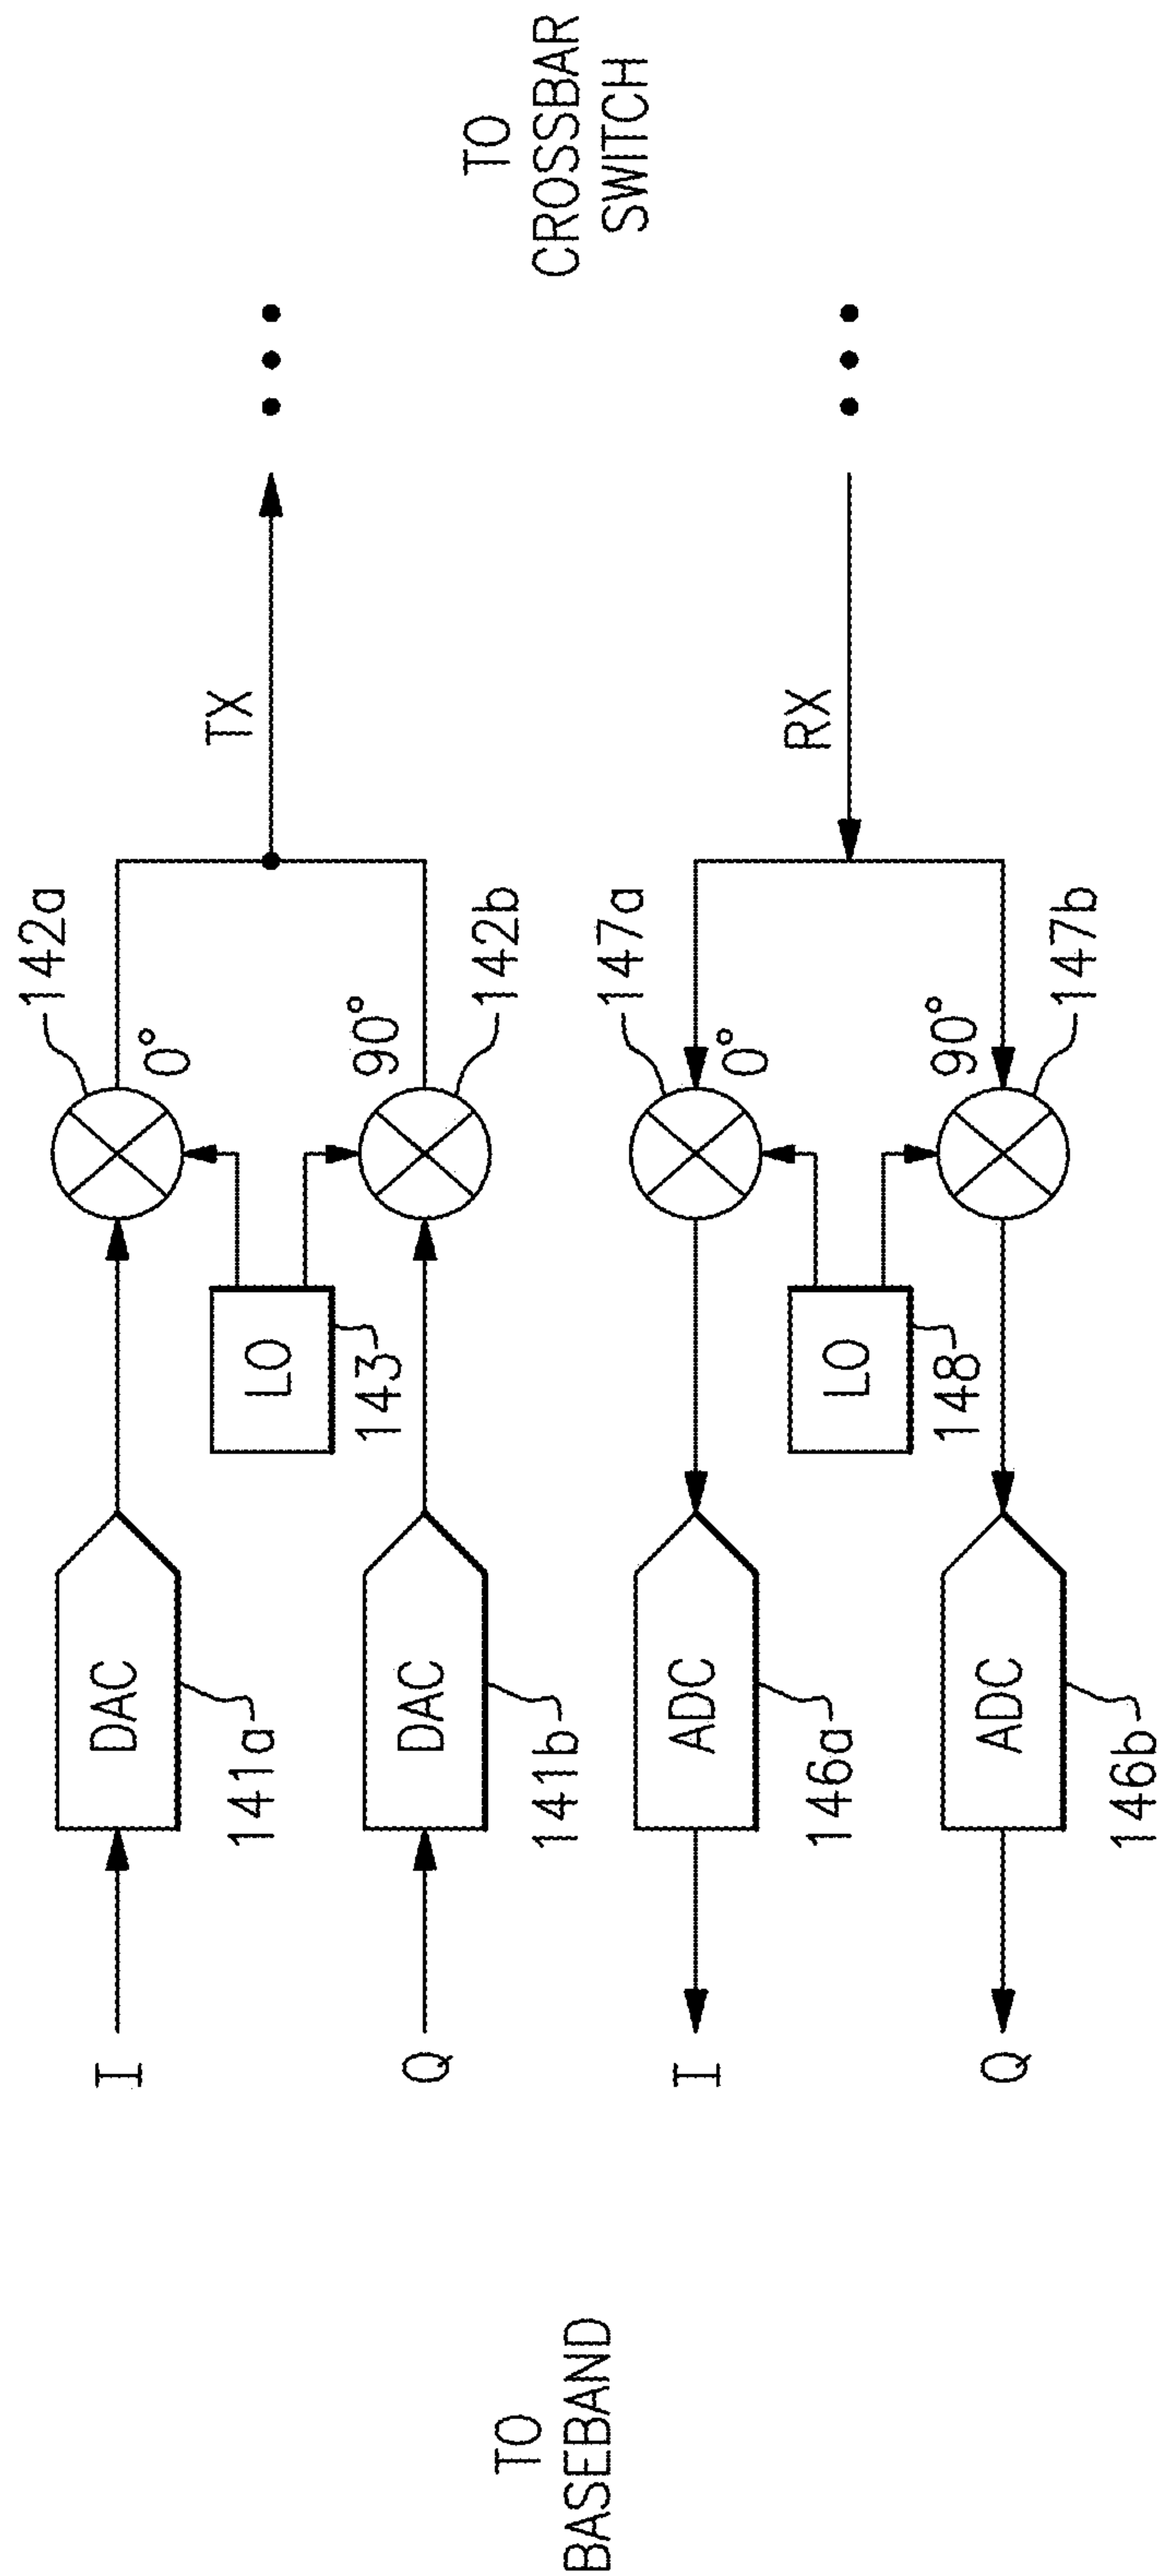 TO
BASEBAND
I
DAC
141a
LO
143
142a
0°
TX
Q
DAC
141b
90°
142b
I
ADC
146a
LO
148
147a
0°
RX
Q
ADC
146b
90°
147b
TO
CROSSBAR
SWITCH